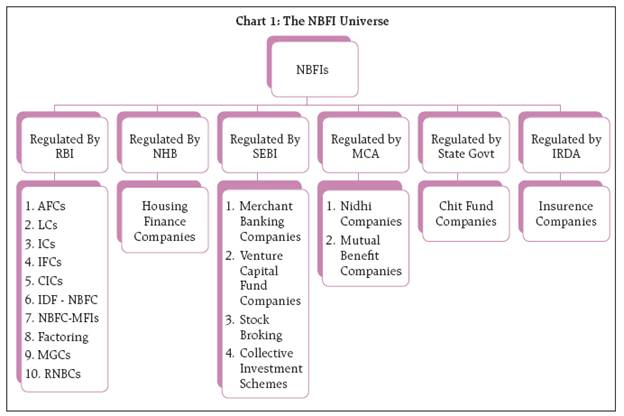 Chart 1: The NBFI Universe
NBFIs
Regulated By
RBI
Regulated By
NHB
Regulated By
SEBI
Regulated by
MCA
Regulated by
State Govt
Regulated by
IRDA
1. AFCs
2. LCs
3. ICs
4. IFCs
5. CICs
6. IDF - NBFC
7. NBFC-MFIs
8. Factoring
9. MGCs
10. RNBCs
Housing
Finance
Companies
1. Merchant
Banking
Companies
2. Venture
Capital
Fund
Companies
3. Stock
Broking
4. Collective
Investment
Schemes
1. Nidhi
Companies
2. Mutual
Benefit
Companies
Chit Fund
Companies
Insurence
Companies